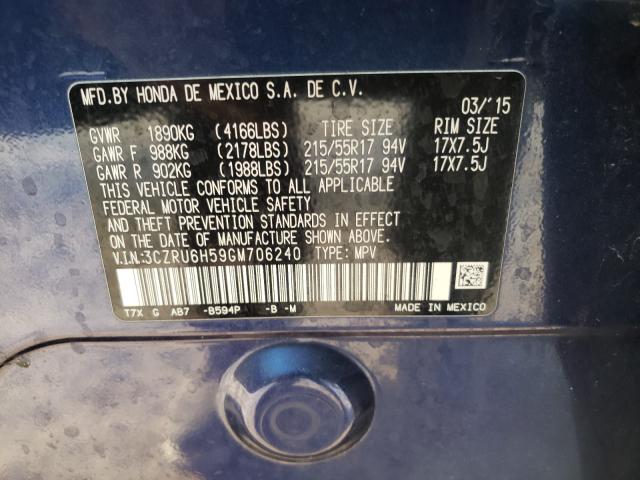 MFD. BY HONDA DE MEXICO S.A. DE C.V.
03/'15
GVWR 1890KG (4166LBS) TIRE SIZE RIM SIZE
GAWR F 988KG (2178LBS) 215/55R17 94V 17X7.5J
GAWR R 902KG (1988LBS) 215/55R17 94V 17X7.5J
THIS VEHICLE CONFORMS TO ALL APPLICABLE
FEDERAL MOTOR VEHICLE SAFETY
AND THEFT PREVENTION STANDARDS IN EFFECT
ON THE DATE OF MANUFACTURE SHOWN ABOVE.
V.I.N:3CZRU6H59GM706240 TYPE: MPV
T7X G AB7 -B594P -B -M MADE IN MEXICO